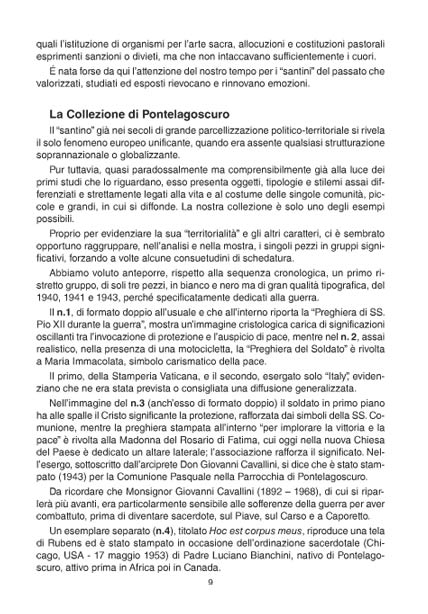 quali l'istituzione di organismi per l'arte sacra, allocuzioni e costituzioni pastorali
esprimenti sanzioni o divieti, ma che non intaccavano sufficientemente i cuori.
É nata forse da qui l'attenzione del nostro tempo per i "santini" del passato che
valorizzati, studiati ed esposti rievocano e rinnovano emozioni.
La Collezione di Pontelagoscuro
Il "santino" già nei secoli di grande parcellizzazione politico-territoriale si rivela
il solo fenomeno europeo unificante, quando era assente qualsiasi strutturazione
soprannazionale o globalizzante.
Pur tuttavia, quasi paradossalmente ma comprensibilmente già alla luce dei
primi studi che lo riguardano, esso presenta oggetti, tipologie e stilemi assai dif-
ferenziati e strettamente legati alla vita e al costume delle singole comunità, pic-
cole e grandi, in cui si diffonde. La nostra collezione è solo uno degli esempi
possibili.
Proprio per evidenziare la sua "territorialità" e gli altri caratteri, ci è sembrato
opportuno raggruppare, nell'analisi e nella mostra, i singoli pezzi in gruppi signi-
ficativi, forzando a volte alcune consuetudini di schedatura.
Abbiamo voluto anteporre, rispetto alla sequenza cronologica, un primo ri-
stretto gruppo, di soli tre pezzi, in bianco e nero ma di gran qualità tipografica, del
1940, 1941 e 1943, perché specificatamente dedicati alla guerra.
Il n.1, di formato doppio all'usuale e che all'interno riporta la "Preghiera di SS.
Pio XII durante la guerra", mostra un'immagine cristologica carica di significazioni
oscillanti tra l'invocazione di protezione e l'auspicio di pace, mentre nel n. 2, assai
realistico, nella presenza di una motocicletta, la "Preghiera del Soldato" è rivolta
a Maria Immacolata, simbolo carismatico della pace.
Il primo, della Stamperia Vaticana, e il secondo, esergato solo "Italy", eviden-
ziano che ne era stata prevista o consigliata una diffusione generalizzata.
Nell'immagine del n.3 (anch'esso di formato doppio) il soldato in primo piano
ha alle spalle il Cristo significante la protezione, rafforzata dai simboli della SS. Co-
munione, mentre la preghiera stampata all'interno "per implorare la vittoria e la
pace" è rivolta alla Madonna del Rosario di Fatima, cui oggi nella nuova Chiesa
del Paese è dedicato un altare laterale; l'associazione rafforza il significato. Nel-
l'esergo, sottoscritto dall'arciprete Don Giovanni Cavallini, si dice che è stato stam-
pato (1943) per la Comunione Pasquale nella Parrocchia di Pontelagoscuro.
Da ricordare che Monsignor Giovanni Cavallini (1892 – 1968), di cui si ripar-
lerà più avanti, era particolarmente sensibile alle sofferenze della guerra per aver
combattuto, prima di diventare sacerdote, sul Piave, sul Carso e a Caporetto.
Un esemplare separato (n.4), titolato Hoc est corpus meus, riproduce una tela
di Rubens ed è stato stampato in occasione dell'ordinazione sacerdotale (Chi-
cago, USA - 17 maggio 1953) di Padre Luciano Bianchini, nativo di Pontelago-
scuro, attivo prima in Africa poi in Canada.
9